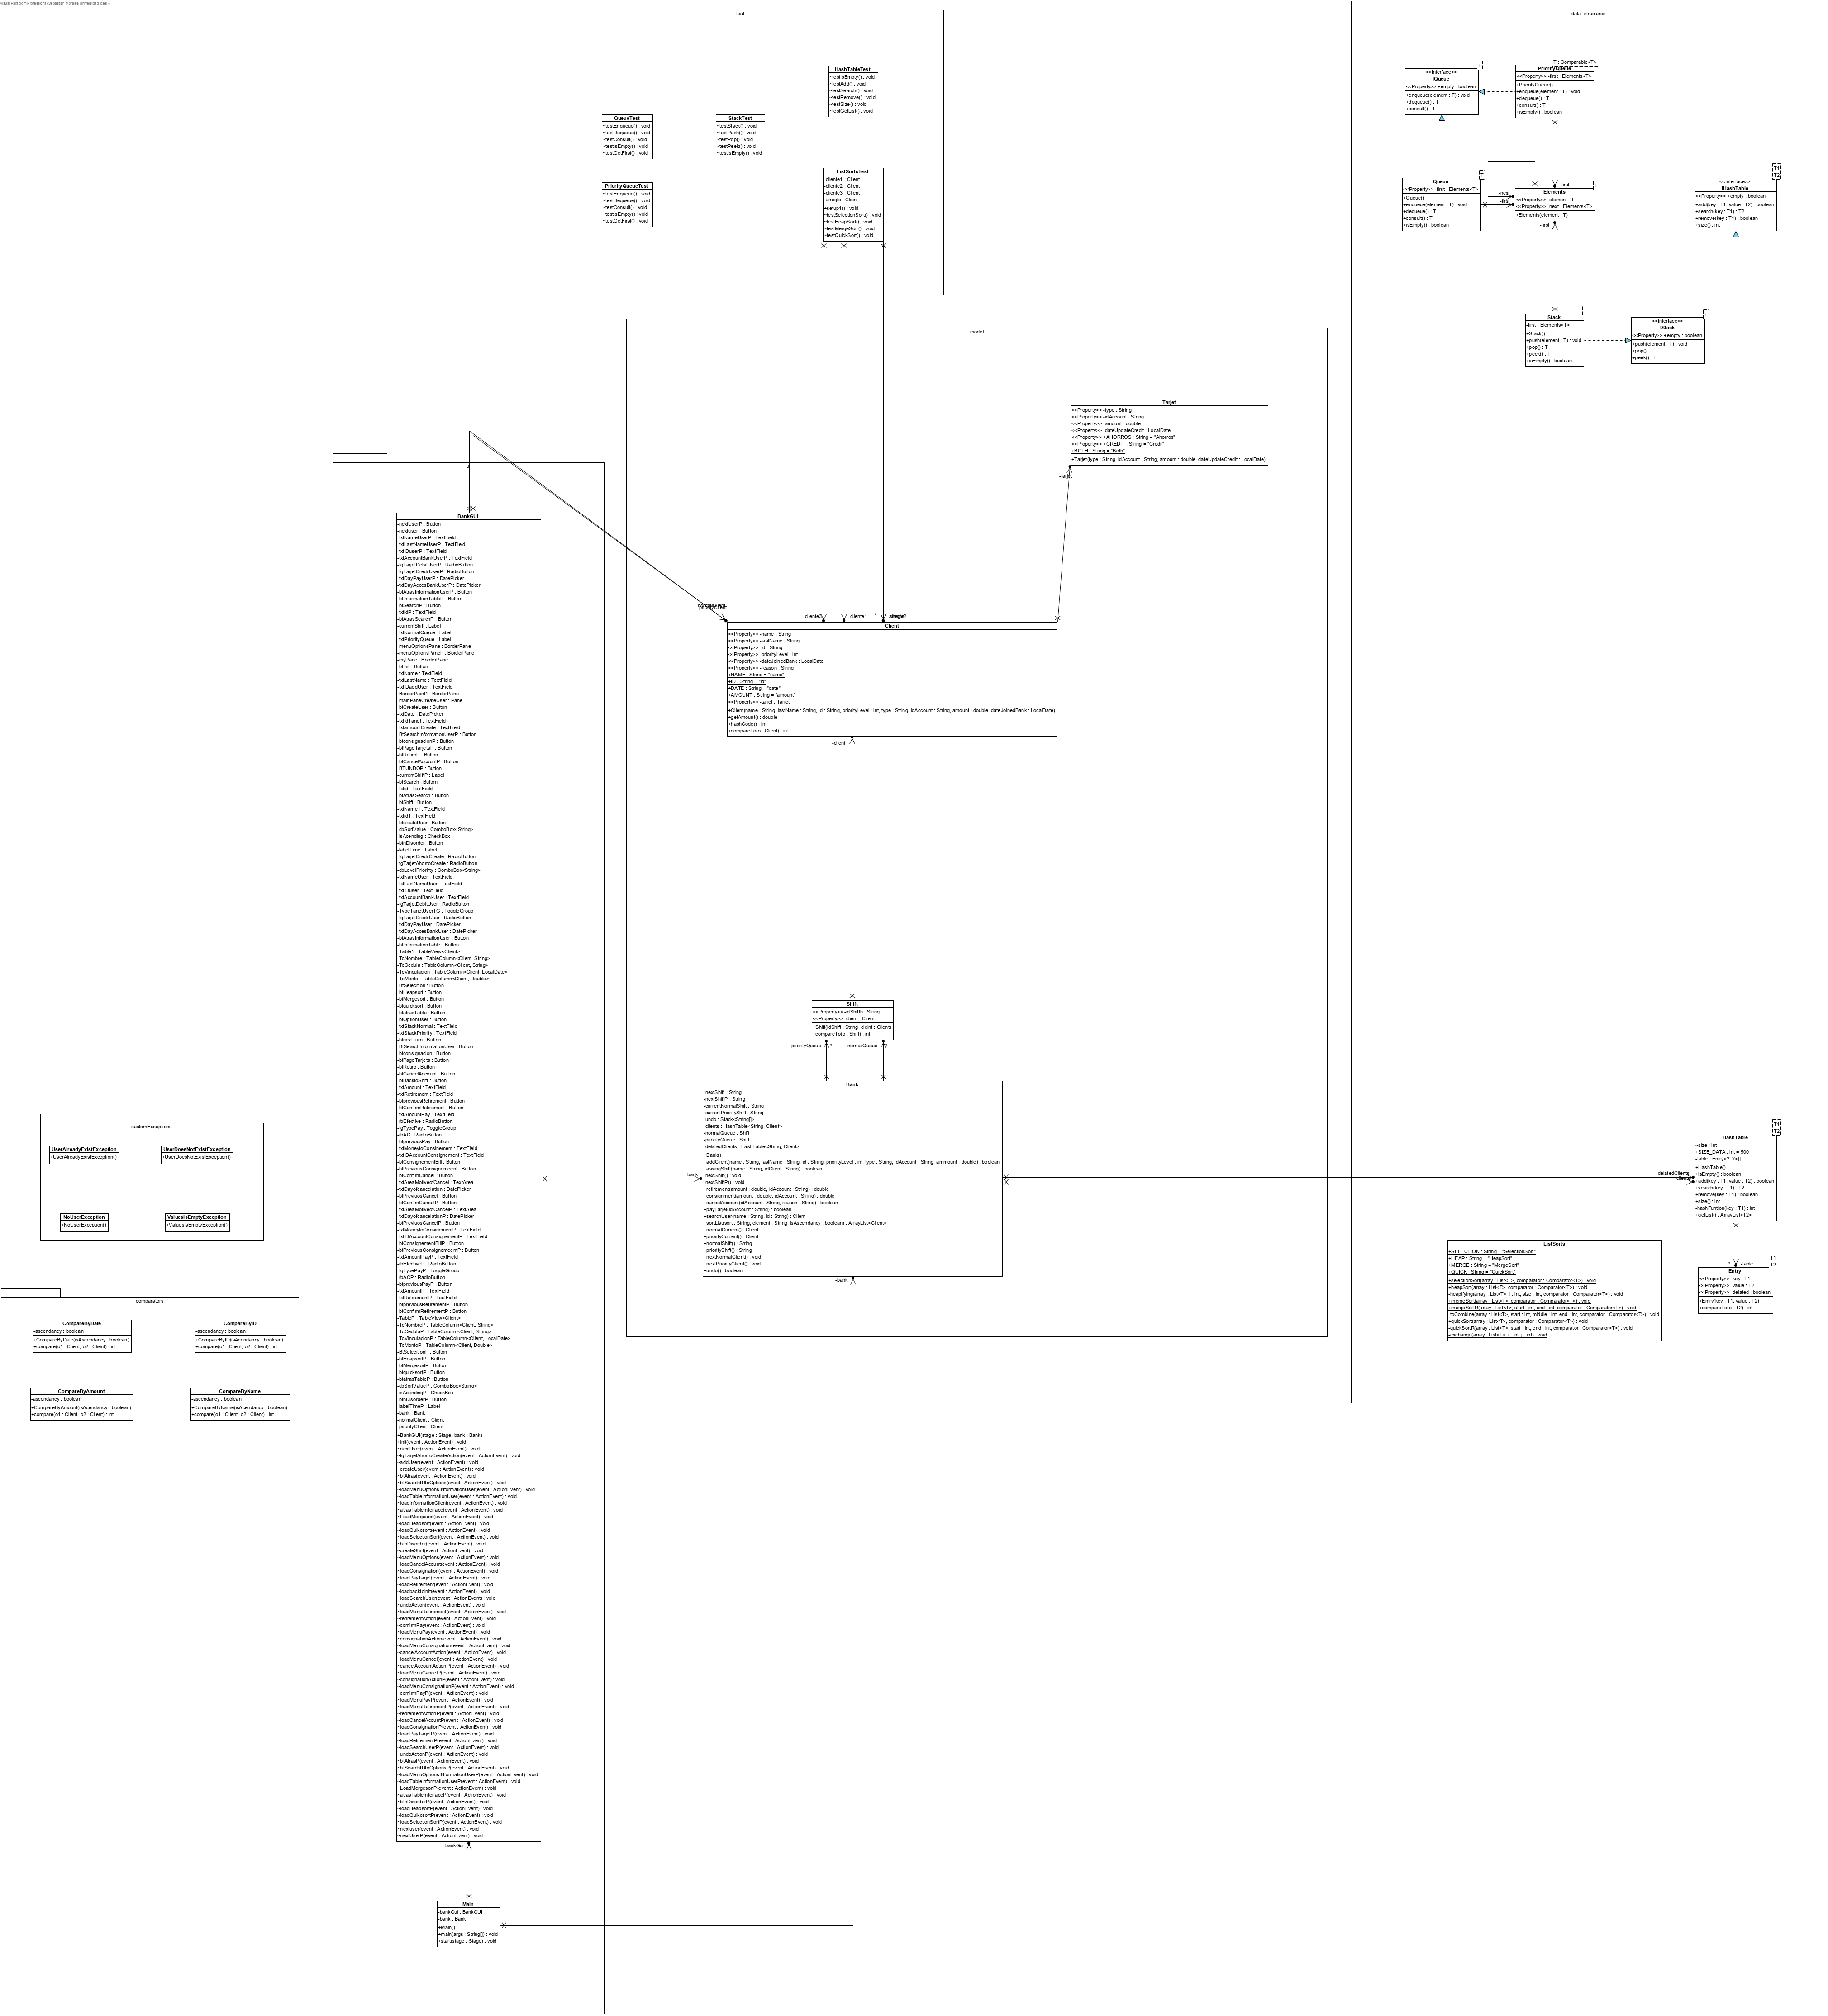 Visual Paradigm Professional(Sebastian Morales(Universidad Icesi))
test
HashTableTest
~testIsEmpty() : void
~testAdd() : void
~testSearch() : void
~testRemove() : void
~testSize() : void
~testGetList() : void
QueueTest
~testEnqueue() : void
~testDequeue() : void
~testConsult() : void
~testIsEmpty() : void
~testGetFirst() : void
StackTest
~testStack() : void
~testPush() : void
~testPop() : void
~testPeek() : void
~testIsEmpty() : void
PriorityQueueTest
~testEnqueue() : void
~testDequeue() : void
~testConsult() : void
~testIsEmpty() : void
~testGetFirst() : void
ListSortsTest
-cliente1 : Client
-cliente2 : Client
-cliente3 : Client
-arreglo : Client
+setup1() : void
~testSelectionSort() : void
~testHeapSort() : void
~testMergeSort() : void
~testQuickSort() : void
data_structures
T
<<Interface>>
IQueue
<<Property>> +empty : boolean
+enqueue(element : T) : void
+dequeue() : T
+consult() : T
T : Comparable<T>
PriorityQueue
<<Property>> -first : Elements<T>
+PriorityQueue()
+enqueue(element : T) : void
+dequeue() : T
+consult() : T
+isEmpty() : boolean
T
Queue
<<Property>> -first : Elements<T>
+Queue()
+enqueue(element : T) : void
+dequeue() : T
+consult() : T
+isEmpty() : boolean
-first
-next
-first
T
Elements
<<Property>> -element : T
<<Property>> -next : Elements<T>
+Elements(element : T)
-first
T1
T2
<<Interface>>
IHashTable
<<Property>> +empty : boolean
+add(key : T1, value : T2) : boolean
+search(key : T1) : T2
+remove(key : T1) : boolean
+size() : int
T
Stack
-first : Elements<T>
+Stack()
+push(element : T) : void
+pop() : T
+peek() : T
+isEmpty() : boolean
T
<<Interface>>
IStack
<<Property>> +empty : boolean
+push(element : T) : void
+pop() : T
+peek() : T
T1
T2
HashTable
~size : int
+SIZE_DATA : int = 500
-table : Entry<?, ?>[]
+HashTable()
+isEmpty() : boolean
+add(key : T1, value : T2) : boolean
+search(key : T1) : T2
+remove(key : T1) : boolean
+size() : int
-hashFuntion(key : T1) : int
+getList() : ArrayList<T2>
-table
*
T1
T2
Entry
<<Property>> -key : T1
<<Property>> -value : T2
<<Property>> -delated : boolean
+Entry(key : T1, value : T2)
+compareTo(o : T2) : int
ListSorts
+SELECTION : String = "SelectionSort"
+HEAP : String = "HeapSort"
+MERGE : String = "MergeSort"
+QUICK : String = "QuickSort"
+selectionSort(array : List<T>, comparator : Comparator<T>) : void
+heapSort(array : List<T>, comparator : Comparator<T>) : void
-heapifying(array : List<T>, i : int, size : int, comparator : Comparator<T>) : void
+mergeSort(array : List<T>, comparator : Comparator<T>) : void
-mergeSortR(array : List<T>, start : int, end : int, comparator : Comparator<T>) : void
-toCombine(array : List<T>, start : int, middle : int, end : int, comparator : Comparator<T>) : void
+quickSort(array : List<T>, comparator : Comparator<T>) : void
-quickSortR(array : List<T>, start : int, end : int, comparator : Comparator<T>) : void
-exchange(array : List<T>, i : int, j : int) : void
model
Tarjet
<<Property>> -type : String
<<Property>> -idAccount : String
<<Property>> -amount : double
<<Property>> -dateUpdateCredit : LocalDate
<<Property>> +AHORROS : String = "Ahorros"
<<Property>> +CREDIT : String = "Credit"
+BOTH : String = "Both"
+Tarjet(type : String, idAccount : String, amount : double, dateUpdateCredit : LocalDate)
-tarjet
-cliente3
-cliente1
*
Client
<<Property>> -name : String
<<Property>> -lastName : String
<<Property>> -id : String
<<Property>> -priorityLevel : int
<<Property>> -dateJoinedBank : LocalDate
<<Property>> -reason : String
+NAME : String = "name"
+ID : String = "id"
+DATE : String = "date"
+AMOUNT : String = "amount"
<<Property>> -tarjet : Tarjet
+Client(name : String, lastName : String, id : String, priorityLevel : int, type : String, idAccount : String, amount : double, dateJoinedBank : LocalDate)
+getAmount() : double
+hashCode() : int
+compareTo(o : Client) : int
-client
Shift
<<Property>> -idShifth : String
<<Property>> -client : Client
+Shift(idShift : String, cleint : Client)
+compareTo(o : Shift) : int
-priorityQueue
*
-normalQueue
*
Bank
-nextShift : String
-nextShiftP : String
-currentNormalShift : String
-currentPriorityShift : String
-undo : Stack<String[]>
-clients : HashTable<String, Client>
-normalQueue : Shift
-priorityQueue : Shift
-delatedClients : HashTable<String, Client>
+Bank()
+addClient(name : String, lastName : String, id : String, priorityLevel : int, type : String, idAccount : String, ammount : double) : boolean
+assingShift(name : String, idClient : String) : boolean
-nextShift() : void
-nextShiftP() : void
+retirement(amount : double, idAccount : String) : double
+consignment(amount : double, idAccount : String) : double
+cancelAccount(idAccount : String, reason : String) : boolean
+payTarjet(idAccount : String) : boolean
+searchUser(name : String, id : String) : Client
+sortList(sort : String, element : String, isAscendancy : boolean) : ArrayList<Client>
+normalCurrent() : Client
+priorityCurrent() : Client
+normalShift() : String
+priorityShift() : String
+nextNormalClient() : void
+nextPriorityClient() : void
+undo() : boolean
-bank
-bank
-delatedClients
-clients
ui
BankGUI
-nextUserP : Button
-nextuser : Button
-txtNameUserP : TextField
-txtLastNameUserP : TextField
-txtIDuserP : TextField
-txtAccountBankUserP : TextField
-tgTarjetDebitUserP : RadioButton
-tgTarjetCreditUserP : RadioButton
-txtDayPayUserP : DatePicker
-txtDayAccesBankUserP : DatePicker
-btAtrasInformationUserP : Button
-btInformationTableP : Button
-btSearchP : Button
-txtidP : TextField
-btAtrasSearchP : Button
-currentShift : Label
-txtNormalQueue : Label
-txtPriorityQueue : Label
-menuOptionsPane : BorderPane
-menuOptionsPaneP : BorderPane
-myPane : BorderPane
-btInit : Button
-txtName : TextField
-txtLastName : TextField
-txtIDaddUser : TextField
-BorderPaint1 : BorderPane
-mainPaneCreateUser : Pane
-btCreateUser : Button
-txtDate : DatePicker
-txtIdTarjet : TextField
-txtamountCreate : TextField
-BtSearchInformationUserP : Button
-btconsignacionP : Button
-btPagoTarjetaP : Button
-btRetiroP : Button
-btCancelAccountP : Button
-BTUNDOP : Button
-currentShiftP : Label
-btSearch : Button
-txtid : TextField
-btAtrasSearch : Button
-btShift : Button
-txtName1 : TextField
-txtid1 : TextField
-btcreateUser : Button
-cbSortValue : ComboBox<String>
-isAcending : CheckBox
-btnDisorder : Button
-labelTime : Label
-tgTarjetCreditCreate : RadioButton
-tgTarjetAhorroCreate : RadioButton
-cbLevelPriority : ComboBox<String>
-txtNameUser : TextField
-txtLastNameUser : TextField
-txtIDuser : TextField
-txtAccountBankUser : TextField
-tgTarjetDebitUser : RadioButton
-TypeTarjetUserTG : ToggleGroup
-tgTarjetCreditUser : RadioButton
-txtDayPayUser : DatePicker
-txtDayAccesBankUser : DatePicker
-btAtrasInformationUser : Button
-btInformationTable : Button
-Table1 : TableView<Client>
-TcNombre : TableColumn<Client, String>
-TcCedula : TableColumn<Client, String>
-TcVinculacion : TableColumn<Client, LocalDate>
-TcMonto : TableColumn<Client, Double>
-BtSelecition : Button
-btHeapsort : Button
-btMergesort : Button
-btquicksort : Button
-btatrasTable : Button
-btOptionUser : Button
-txtStackNormal : TextField
-txtStackPriority : TextField
-btnextTurn : Button
-BtSearchInformationUser : Button
-btconsignacion : Button
-btPagoTarjeta : Button
-btRetiro : Button
-btCancelAccount : Button
-btBacktoShift : Button
-txtAmount : TextField
-txtRetirement : TextField
-btpreviousRetirement : Button
-btConfirmRetirement : Button
-txtAmountPay : TextField
-rbEfective : RadioButton
-tgTypePay : ToggleGroup
-rbAC : RadioButton
-btpreviousPay : Button
-txtMoneytoConsinement : TextField
-txtIDAccountConsignement : TextField
-btConsignementBill : Button
-btPreviousConsignemeent : Button
-btConfimCancel : Button
-txtAreaMotiveofCancel : TextArea
-txtDayofcancelation : DatePicker
-btPreviuosCancel : Button
-btConfimCancelP : Button
-txtAreaMotiveofCancelP : TextArea
-txtDayofcancelationP : DatePicker
-btPreviuosCancelP : Button
-txtMoneytoConsinementP : TextField
-txtIDAccountConsignementP : TextField
-btConsignementBillP : Button
-btPreviousConsignemeentP : Button
-txtAmountPayP : TextField
-rbEfectiveP : RadioButton
-tgTypePayP : ToggleGroup
-rbACP : RadioButton
-btpreviousPayP : Button
-txtAmountP : TextField
-txtRetirementP : TextField
-btpreviousRetirementP : Button
-btConfirmRetirementP : Button
-TableP : TableView<Client>
-TcNombreP : TableColumn<Client, String>
-TcCedulaP : TableColumn<Client, String>
-TcVinculacionP : TableColumn<Client, LocalDate>
-TcMontoP : TableColumn<Client, Double>
-BtSelecitionP : Button
-btHeapsortP : Button
-btMergesortP : Button
-btquicksortP : Button
-btatrasTableP : Button
-cbSortValueP : ComboBox<String>
-isAcendingP : CheckBox
-btnDisorderP : Button
-labelTimeP : Label
-bank : Bank
-normalClient : Client
-priorityClient : Client
+BankGUI(stage : Stage, bank : Bank)
+init(event : ActionEvent) : void
~nextUser(event : ActionEvent) : void
~tgTarjetAhorroCreateAction(event : ActionEvent) : void
~addUser(event : ActionEvent) : void
~createUser(event : ActionEvent) : void
~btAtras(event : ActionEvent) : void
~btSearchIDtoOptions(event : ActionEvent) : void
~loadMenuOptionsINformationUser(event : ActionEvent) : void
~loadTableInformationUser(event : ActionEvent) : void
~loadInformationClient(event : ActionEvent) : void
~atrasTableInterface(event : ActionEvent) : void
~LoadMergesort(event : ActionEvent) : void
~loadHeapsort(event : ActionEvent) : void
~loadQuikcsort(event : ActionEvent) : void
~loadSelectionSort(event : ActionEvent) : void
~btnDisorder(event : ActionEvent) : void
~createShift(event : ActionEvent) : void
~loadMenuOptions(event : ActionEvent) : void
~loadCancelAcount(event : ActionEvent) : void
~loadConsignation(event : ActionEvent) : void
~loadPayTarjet(event : ActionEvent) : void
~loadRetirement(event : ActionEvent) : void
~loadbacktoinit(event : ActionEvent) : void
~loadSearchUser(event : ActionEvent) : void
~undoAction(event : ActionEvent) : void
~loadMenuRetirement(event : ActionEvent) : void
~retirementAction(event : ActionEvent) : void
~confirmPay(event : ActionEvent) : void
~loadMenuPay(event : ActionEvent) : void
~consignationAction(event : ActionEvent) : void
~loadMenuConsignation(event : ActionEvent) : void
~cancelAccountAction(event : ActionEvent) : void
~loadMenuCancel(event : ActionEvent) : void
~cancelAccountActionP(event : ActionEvent) : void
~loadMenuCancelP(event : ActionEvent) : void
~consignationActionP(event : ActionEvent) : void
~loadMenuConsignationP(event : ActionEvent) : void
~confirmPayP(event : ActionEvent) : void
~loadMenuPayP(event : ActionEvent) : void
~loadMenuRetirementP(event : ActionEvent) : void
~retirementActionP(event : ActionEvent) : void
~loadCancelAcountP(event : ActionEvent) : void
~loadConsignationP(event : ActionEvent) : void
~loadPayTarjetP(event : ActionEvent) : void
~loadRetirementP(event : ActionEvent) : void
~loadSearchUserP(event : ActionEvent) : void
~undoActionP(event : ActionEvent) : void
~btAtrasP(event : ActionEvent) : void
~btSearchIDtoOptionsP(event : ActionEvent) : void
~loadMenuOptionsINformationUserP(event : ActionEvent) : void
~loadTableInformationUserP(event : ActionEvent) : void
~LoadMergesortP(event : ActionEvent) : void
~atrasTableInterfaceP(event : ActionEvent) : void
~btnDisorderP(event : ActionEvent) : void
~loadHeapsortP(event : ActionEvent) : void
~loadQuikcsortP(event : ActionEvent) : void
~loadSelectionSortP(event : ActionEvent) : void
~nextuser(event : ActionEvent) : void
~nextUserP(event : ActionEvent) : void
-bankGui
Main
-bankGui : BankGUI
-bank : Bank
+Main()
+main(args : String[]) : void
+start(stage : Stage) : void
customExceptions
UserAlreadyExistException
+UserAlreadyExistException()
UserDoesNotExistException
+UserDoesNotExistException()
NoUserException
+NoUserException()
ValuesIsEmptyException
+ValuesIsEmptyException()
comparators
CompareByDate
-ascendancy : boolean
+CompareByDate(isAscendancy : boolean)
+compare(o1 : Client, o2 : Client) : int
CompareByID
-ascendancy : boolean
+CompareByID(isAcendancy : boolean)
+compare(o1 : Client, o2 : Client) : int
CompareByAmount
-ascendancy : boolean
+CompareByAmount(isAcendancy : boolean)
+compare(o1 : Client, o2 : Client) : int
CompareByName
-ascendancy : boolean
+CompareByName(isAcendancy : boolean)
+compare(o1 : Client, o2 : Client) : int